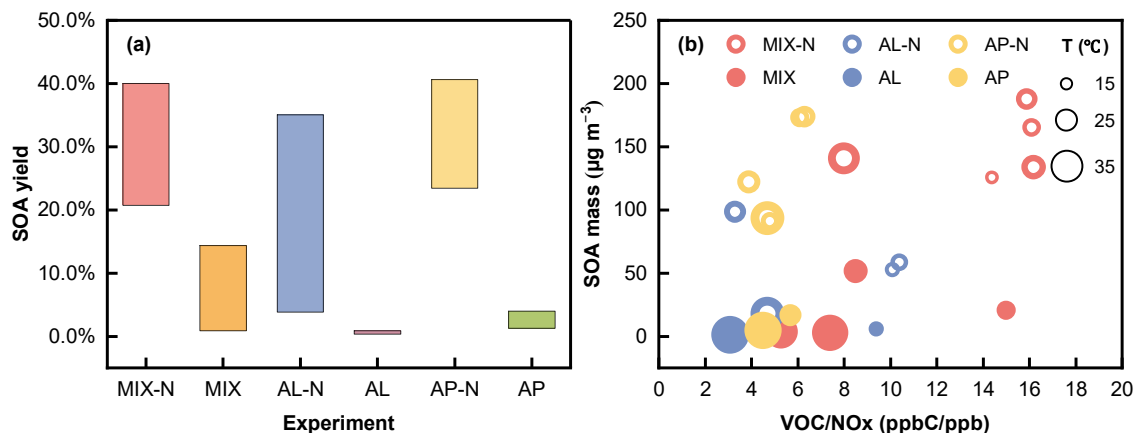 (a)
50.0%
40.0%
30.0%
20.0%
10.0%
0.0%
SOA yield
MIX-N MIX AL-N AL AP-N AP
Experiment
(b)
MIX-N AL-N AP-N
MIX AL AP
T (℃)
15
25
35
250
200
150
100
50
0
SOA mass (µg m⁻³)
0 2 4 6 8 10 12 14 16 18 20
VOC/NOx (ppbC/ppb)